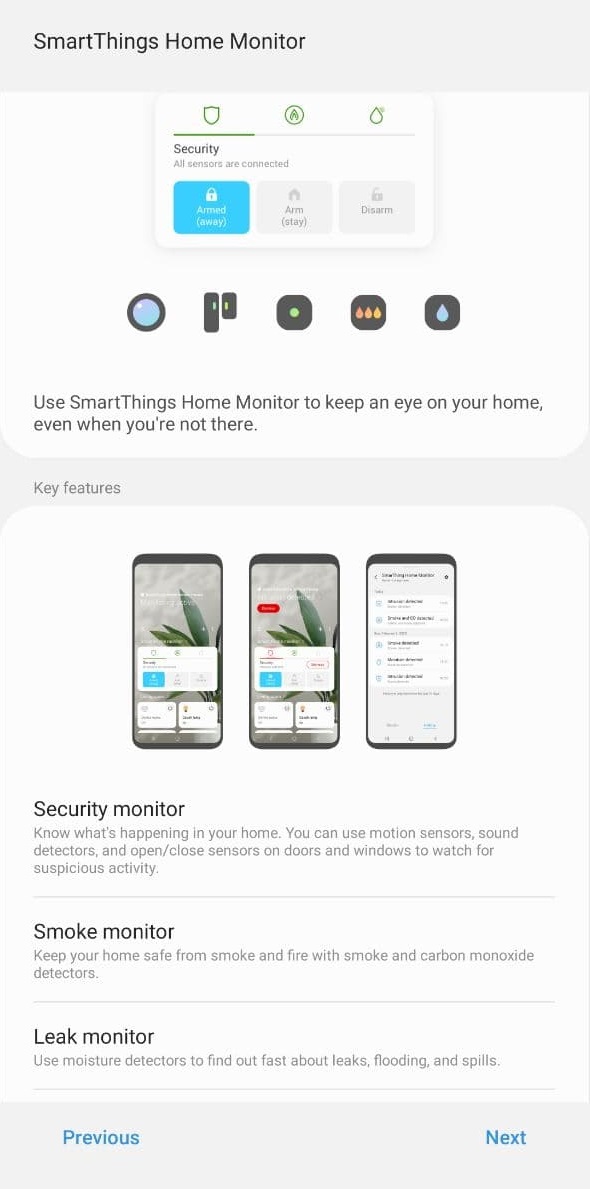 SmartThings Home Monitor
Security
All sensors are connected
Armed
(away)
Arm
(stay)
Disarm
Use SmartThings Home Monitor to keep an eye on your home,
even when you're not there.
Key features
SmartThings Home Monitor
Intrusion detected
Smoke and CO detected
Smoke detected
Moisture detected
Intrusion detected
Security
Security
Security monitor
Know what's happening in your home. You can use motion sensors, sound
detectors, and open/close sensors on doors and windows to watch for
suspicious activity.
Smoke monitor
Keep your home safe from smoke and fire with smoke and carbon monoxide
detectors.
Leak monitor
Use moisture detectors to find out fast about leaks, flooding, and spills.
Previous
Next